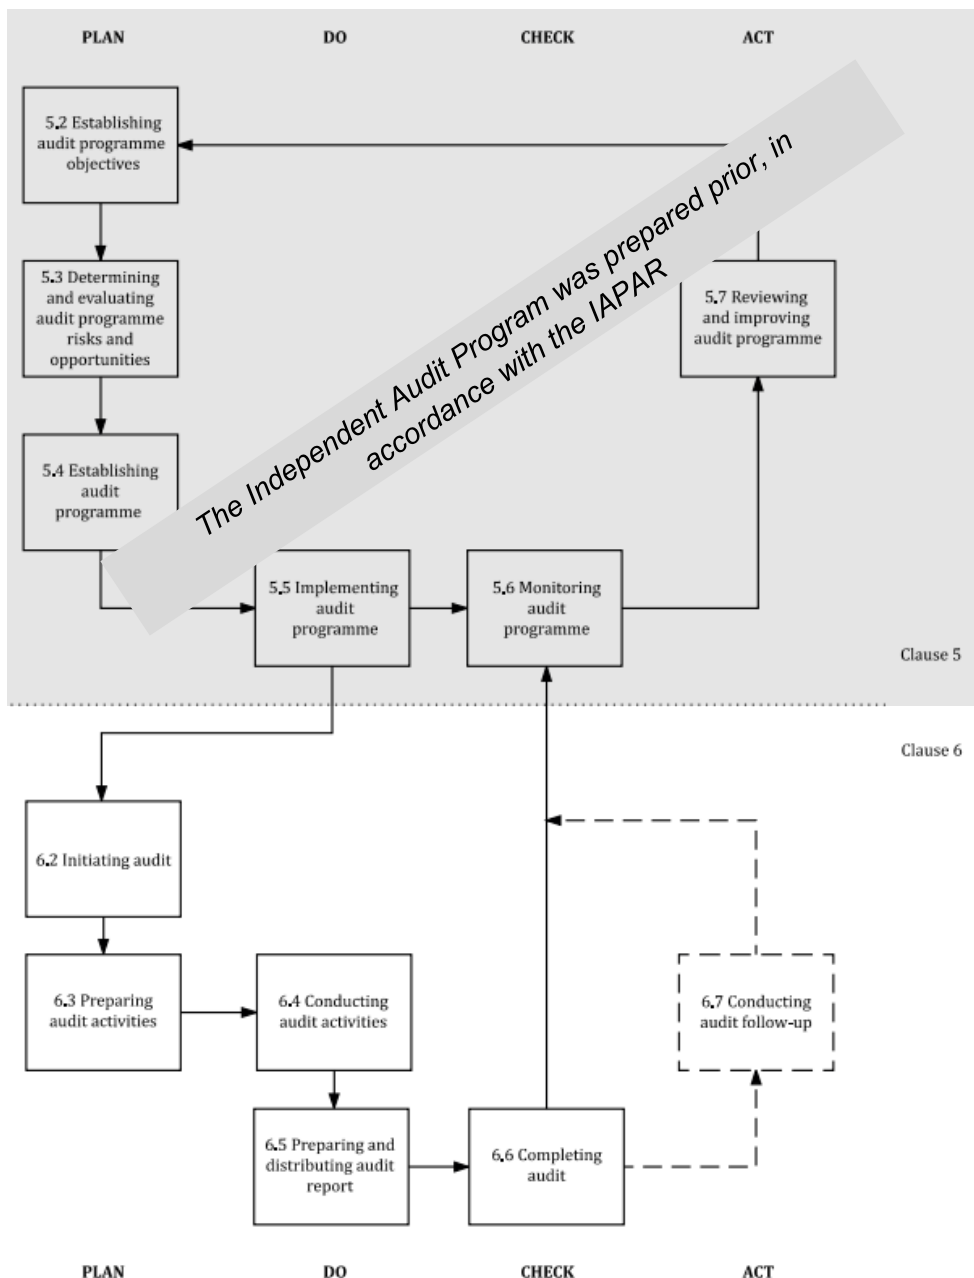 PLAN
DO
CHECK
ACT
5.2 Establishing
audit programme
objectives
5.3 Determining
and evaluating
audit programme
risks and
opportunities
5.4 Establishing
audit
programme
The Independent Audit Program was prepared prior, in
accordance with the IAPAR
5.7 Reviewing
and improving
audit programme
5.5 Implementing
audit
programme
5.6 Monitoring
audit
programme
Clause 5
Clause 6
6.2 Initiating audit
6.3 Preparing
audit activities
6.4 Conducting
audit activities
6.7 Conducting
audit follow-up
6.5 Preparing and
distributing audit
report
6.6 Completing
audit
PLAN
DO
CHECK
ACT